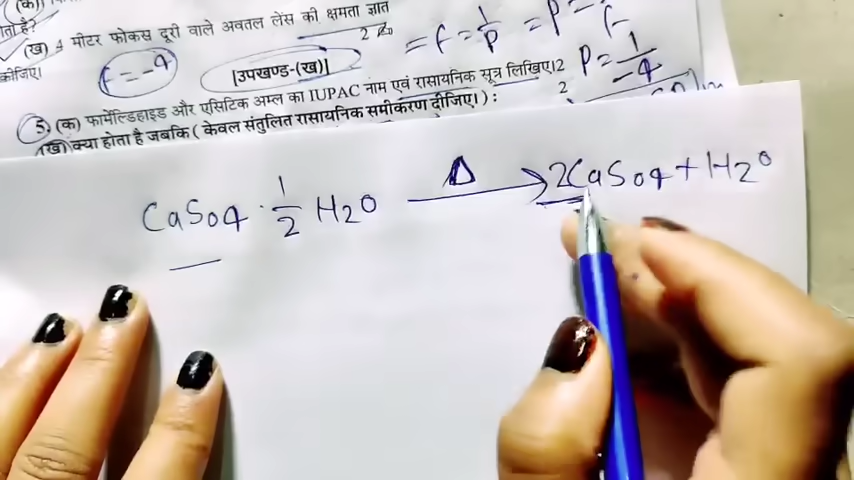 ता है?
(ख) 4 मीटर फोकस दूरी वाले अवतल लेंस की क्षमता ज्ञात
कीजिए। 2
f = -4
= f = 1/P = P =
P = 1/-4
|उपखण्ड-(ख)|
5. (क) फार्मेल्डिहाइड और एसिटिक अम्ल का IUPAC नाम एवं रासायनिक सूत्र लिखिए।2
(ख) क्या होता है जबकि ( केवल संतुलित रासायनिक समीकरण दीजिए। ) : 2
CaSO4 · 1/2 H2O —Δ→ 2CaSO4 + H2O